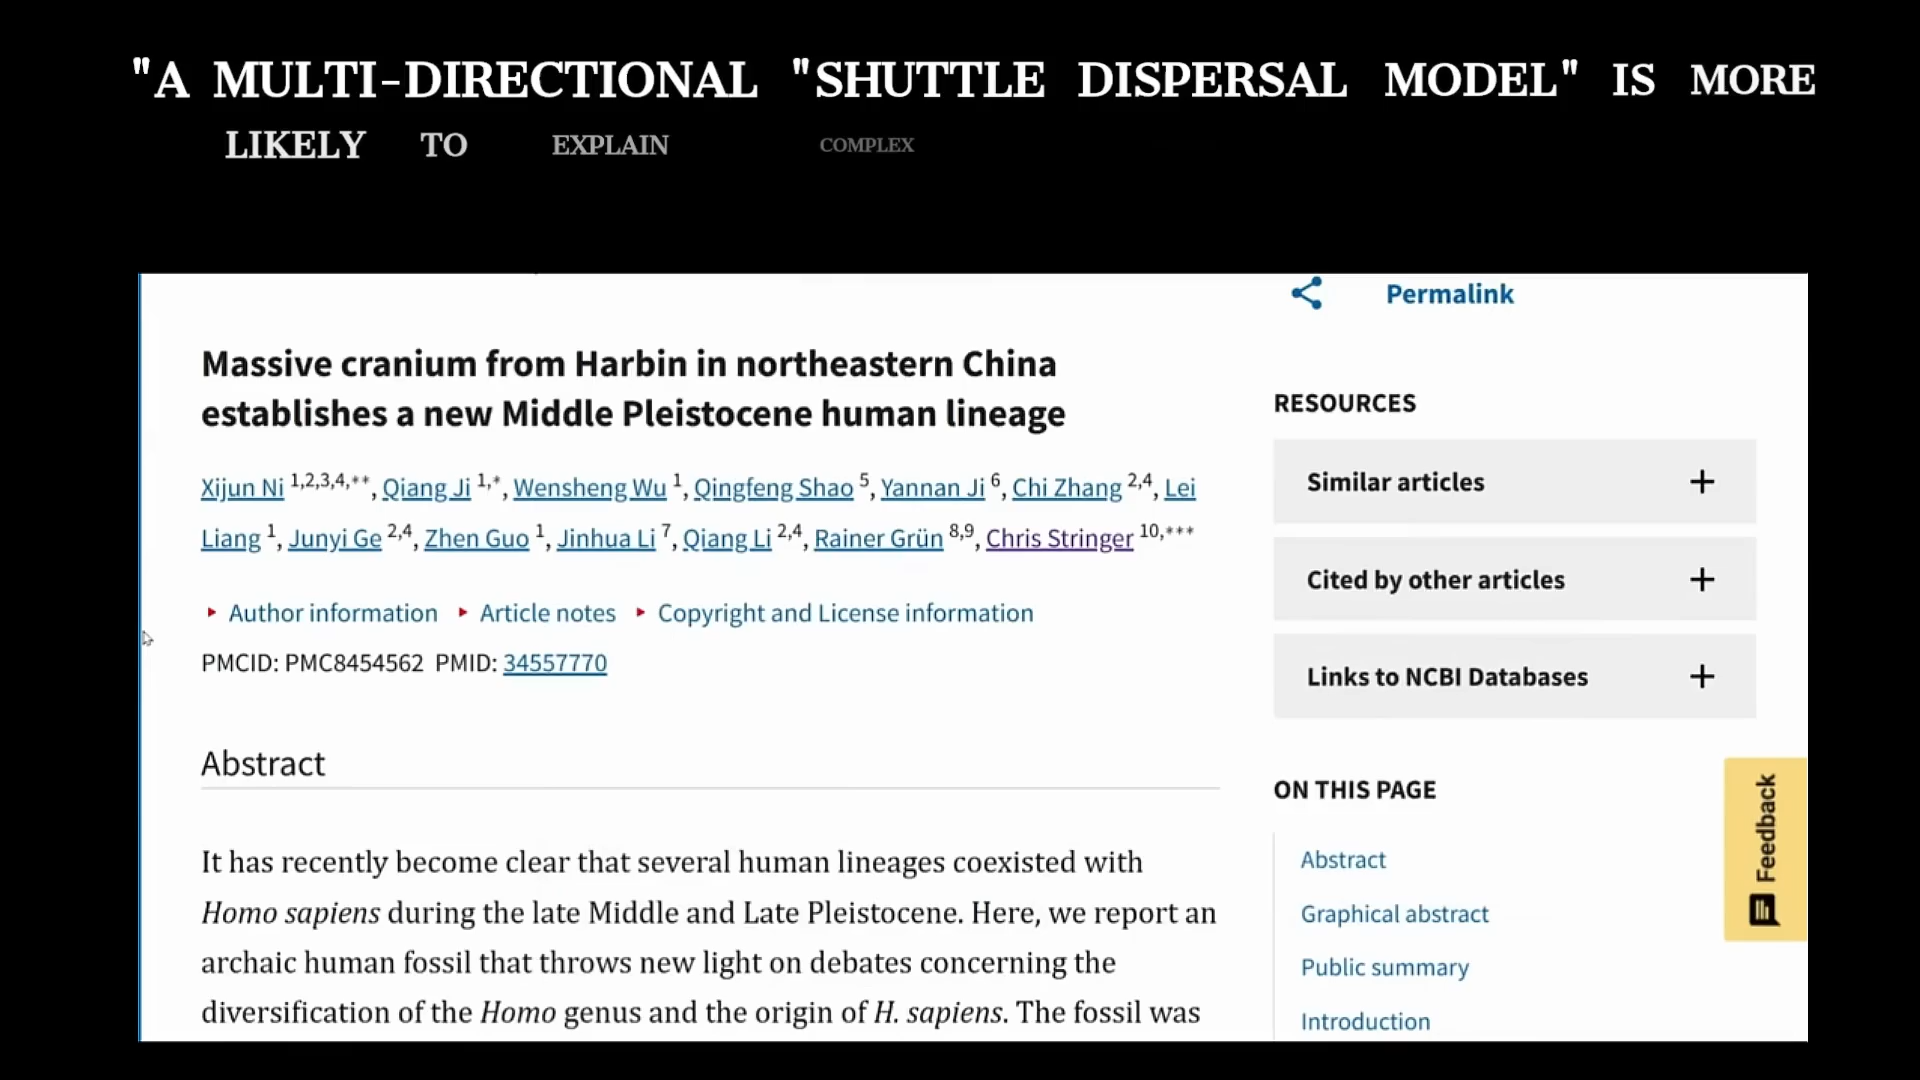 "A MULTI-DIRECTIONAL "SHUTTLE DISPERSAL MODEL" IS MORE
LIKELY TO EXPLAIN COMPLEX
Permalink
Massive cranium from Harbin in northeastern China
establishes a new Middle Pleistocene human lineage
Xijun Ni 1,2,3,4,**, Qiang Ji 1,*, Wensheng Wu 1, Qingfeng Shao 5, Yannan Ji 6, Chi Zhang 2,4, Lei
Liang 1, Junyi Ge 2,4, Zhen Guo 1, Jinhua Li 7, Qiang Li 2,4, Rainer Grün 8,9, Chris Stringer 10,***
Author information Article notes Copyright and License information
PMCID: PMC8454562 PMID: 34557770
Abstract
It has recently become clear that several human lineages coexisted with
Homo sapiens during the late Middle and Late Pleistocene. Here, we report an
archaic human fossil that throws new light on debates concerning the
diversification of the Homo genus and the origin of H. sapiens. The fossil was
RESOURCES
Similar articles
Cited by other articles
Links to NCBI Databases
ON THIS PAGE
Abstract
Graphical abstract
Public summary
Introduction
Feedback